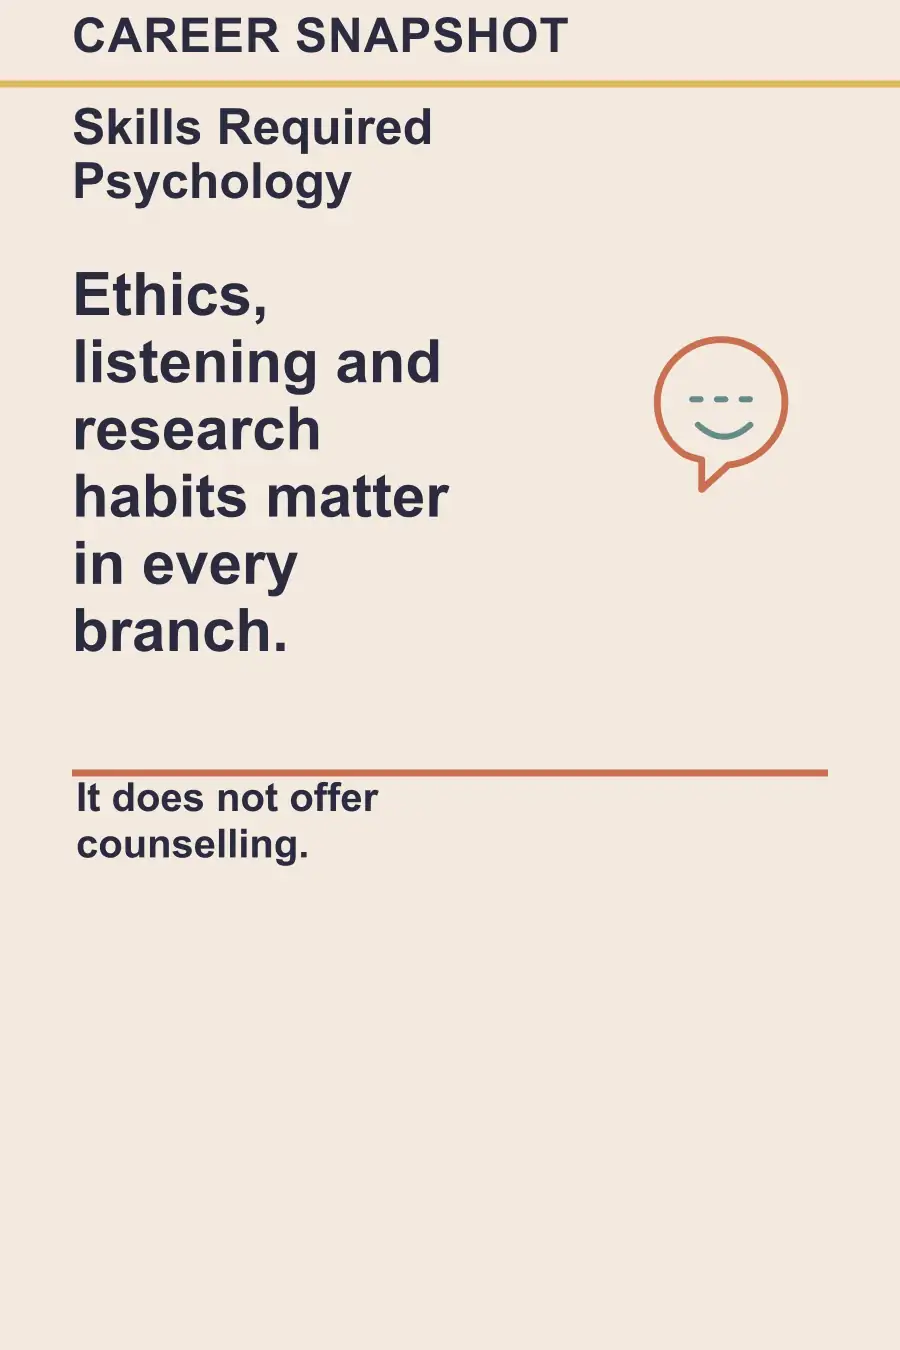 CAREER SNAPSHOT
Skills Required
Psychology
Ethics,
listening and
research
habits matter
in every
branch.
It does not offer
counselling.